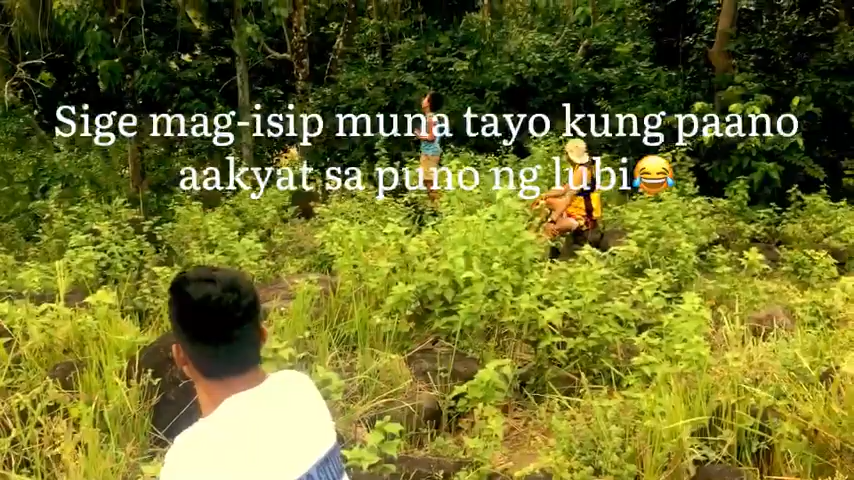 Sige mag-isip muna tayo kung paano
aakyat sa puno ng lubi😂